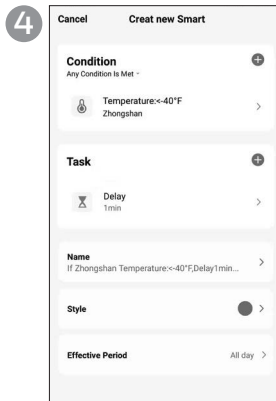 4
Cancel Creat new Smart
Condition
Any Condition Is Met
Temperature:<-40°F
Zhongshan
Task
Delay
1min
Name
If Zhongshan Temperature:<-40°F,Delay1min...
Style
Effective Period All day